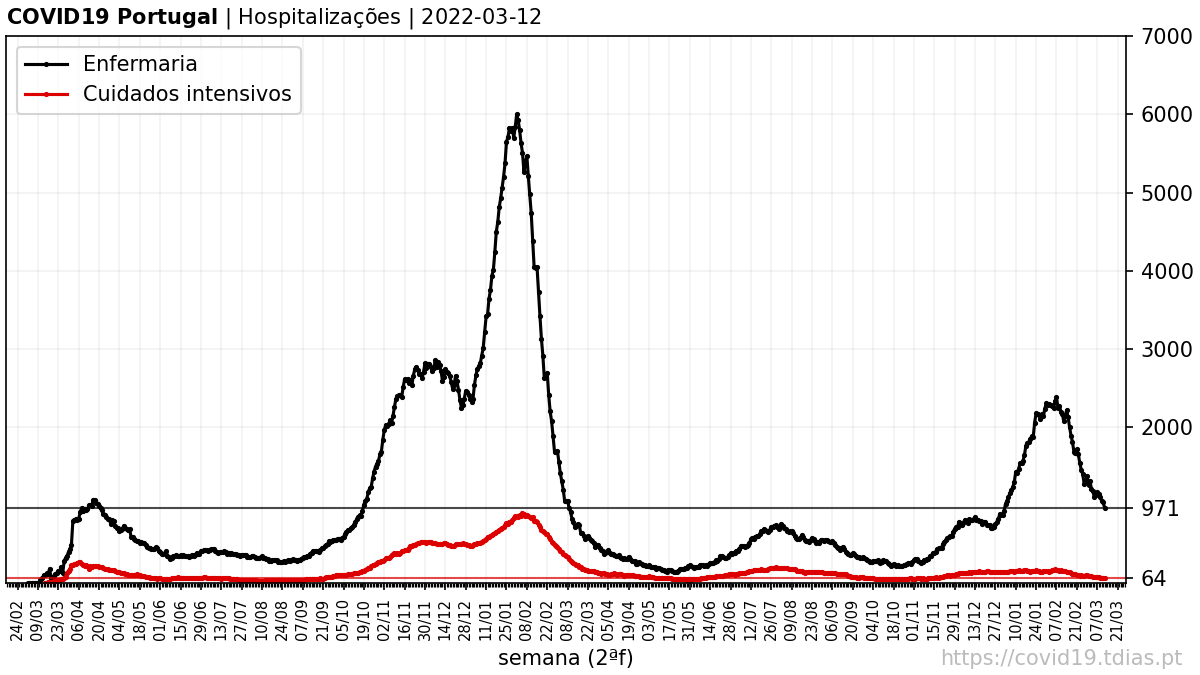 COVID19 Portugal | Hospitalizações | 2022-03-12
Enfermaria
Cuidados intensivos
7000
6000
5000
4000
3000
2000
971
64
24/02 09/03 23/03 06/04 20/04 04/05 18/05 01/06 15/06 29/06 13/07 27/07 10/08 24/08 07/09 21/09 05/10 19/10 02/11 16/11 30/11 14/12 28/12 11/01 25/01 08/02 22/02 08/03 22/03 05/04 19/04 03/05 17/05 31/05 14/06 28/06 12/07 26/07 09/08 23/08 06/09 20/09 04/10 18/10 01/11 15/11 29/11 13/12 27/12 10/01 24/01 07/02 21/02 07/03 21/03
semana (2ªf)
https://covid19.tdias.pt